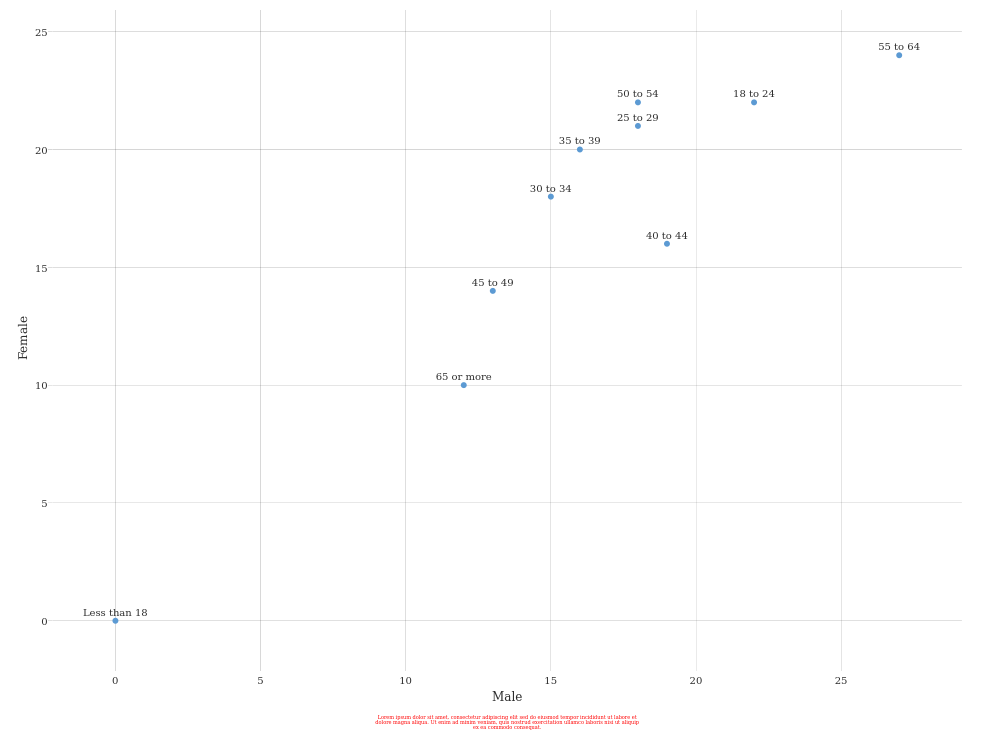 25
55 to 64
50 to 54
18 to 24
25 to 29
35 to 39
20
30 to 34
40 to 44
15
45 to 49
Female
65 or more
10
5
Less than 18
0
0 5 10 15 20 25
Male
Lorem ipsum dolor sit amet, consectetur adipiscing elit sed do eiusmod tempor incididunt ut labore et
dolore magna aliqua. Ut enim ad minim veniam, quis nostrud exercitation ullamco laboris nisi ut aliquip
ex ea commodo consequat.